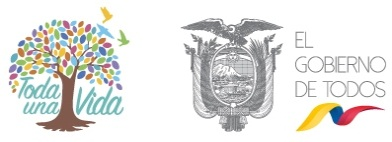 Toda
una Vida
EL
GOBIERNO
DE TODOS